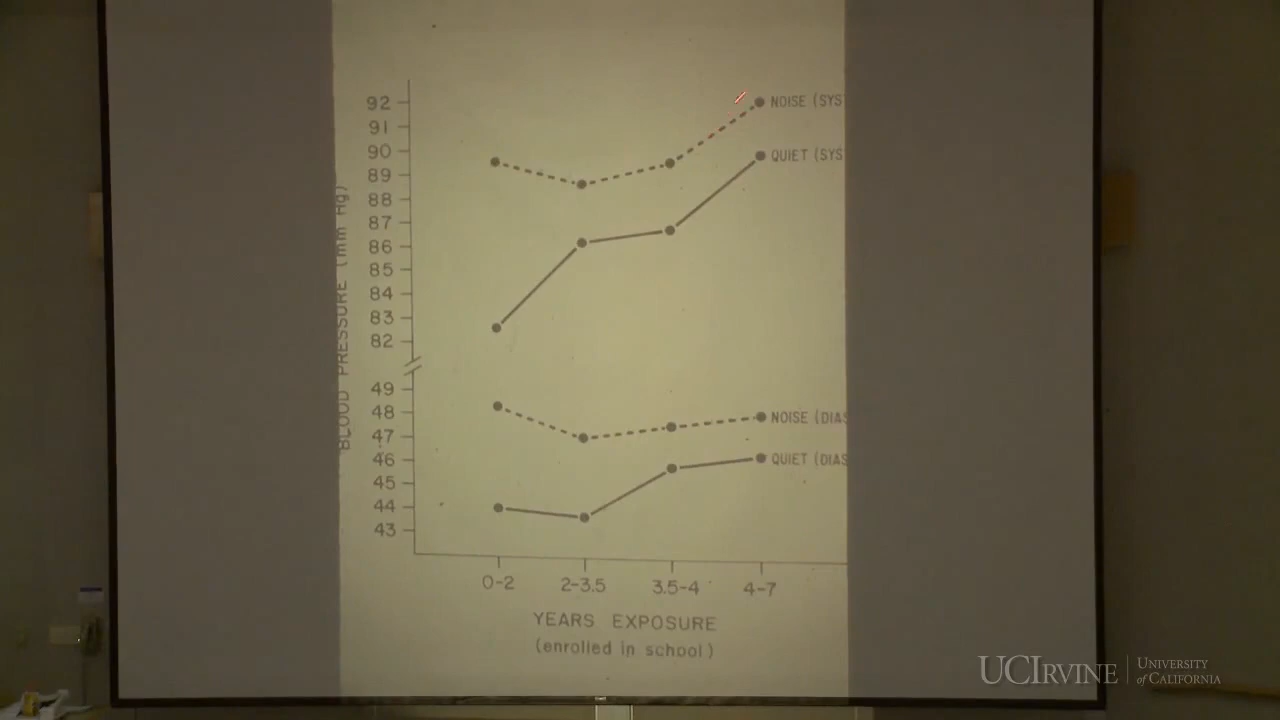 92
91
90
89
88
87
86
85
84
83
82
49
48
47
46
45
44
43
BLOOD PRESSURE (mm Hg)
NOISE (SYS
QUIET (SYS
NOISE (DIAS
QUIET (DIAS
0-2 2-3.5 3.5-4 4-7
YEARS EXPOSURE
(enrolled in school)
UCIRVINE UNIVERSITY
of CALIFORNIA